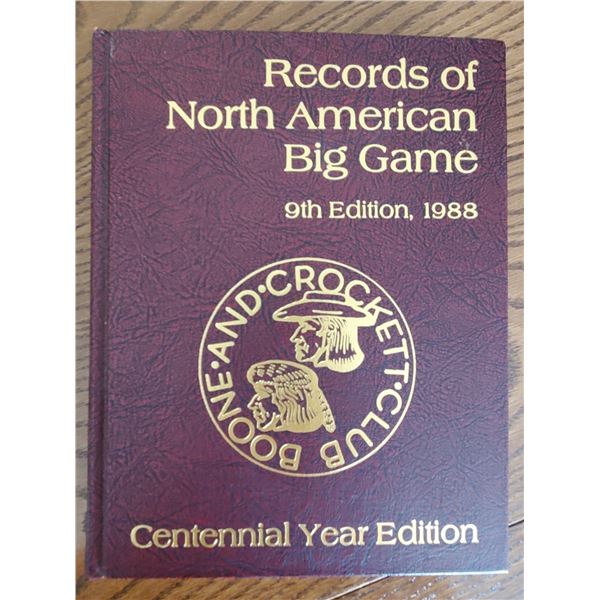 Records of
North American
Big Game
9th Edition, 1988
BOONE·AND·CROCKETT·CLUB
Centennial Year Edition